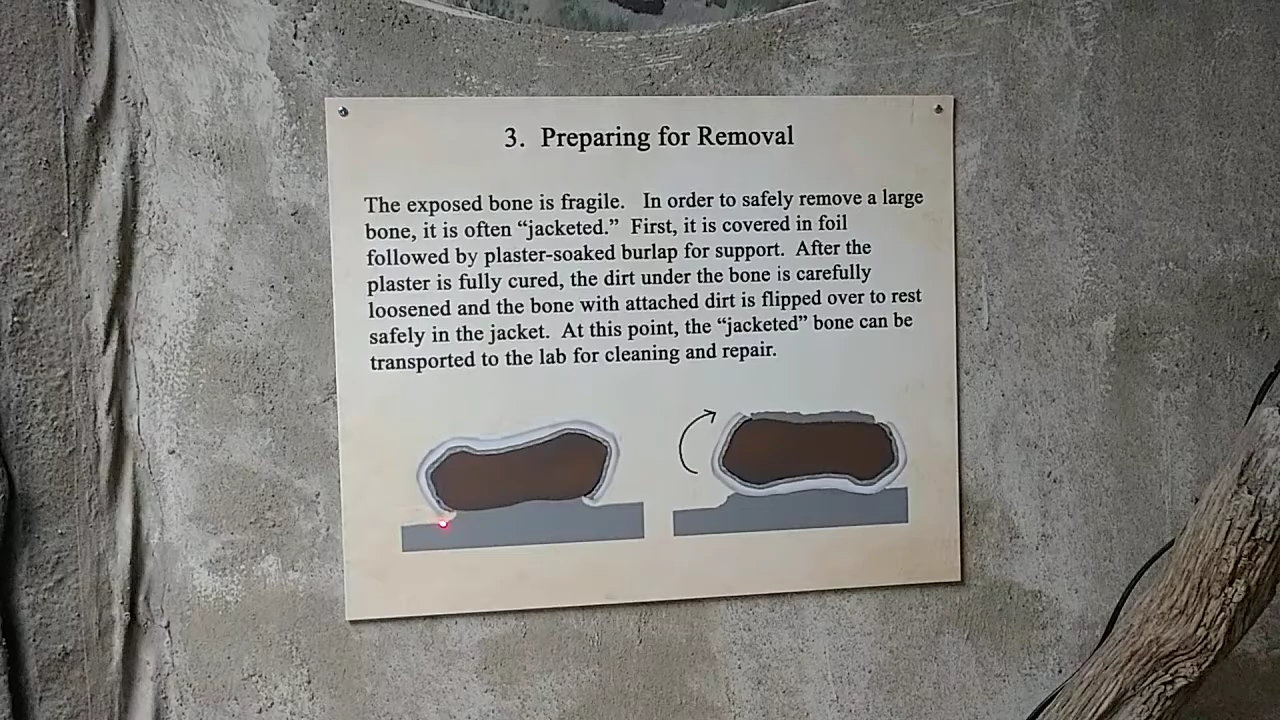 3. Preparing for Removal
The exposed bone is fragile. In order to safely remove a large
bone, it is often “jacketed.” First, it is covered in foil
followed by plaster-soaked burlap for support. After the
plaster is fully cured, the dirt under the bone is carefully
loosened and the bone with attached dirt is flipped over to rest
safely in the jacket. At this point, the “jacketed” bone can be
transported to the lab for cleaning and repair.